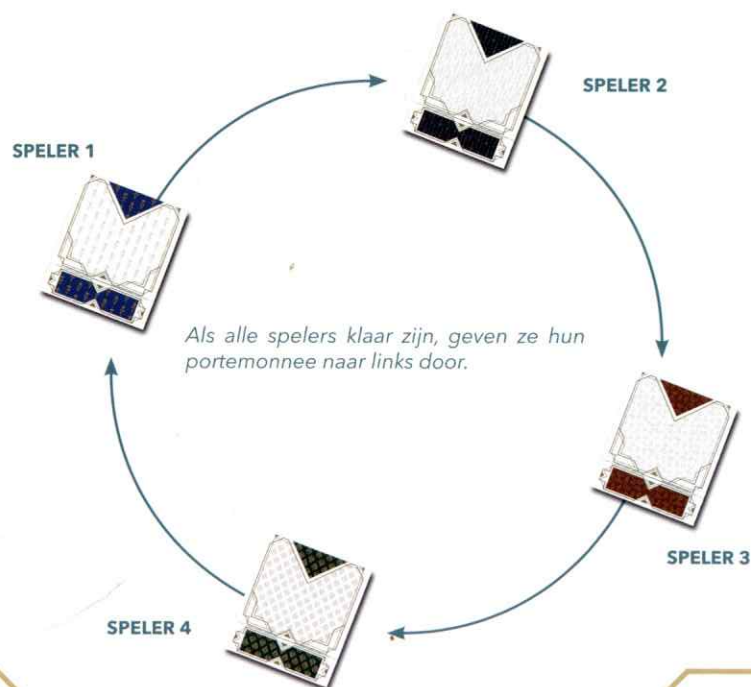 SPELER 2
SPELER 1
Als alle spelers klaar zijn, geven ze hun
portemonnee naar links door.
SPELER 3
SPELER 4